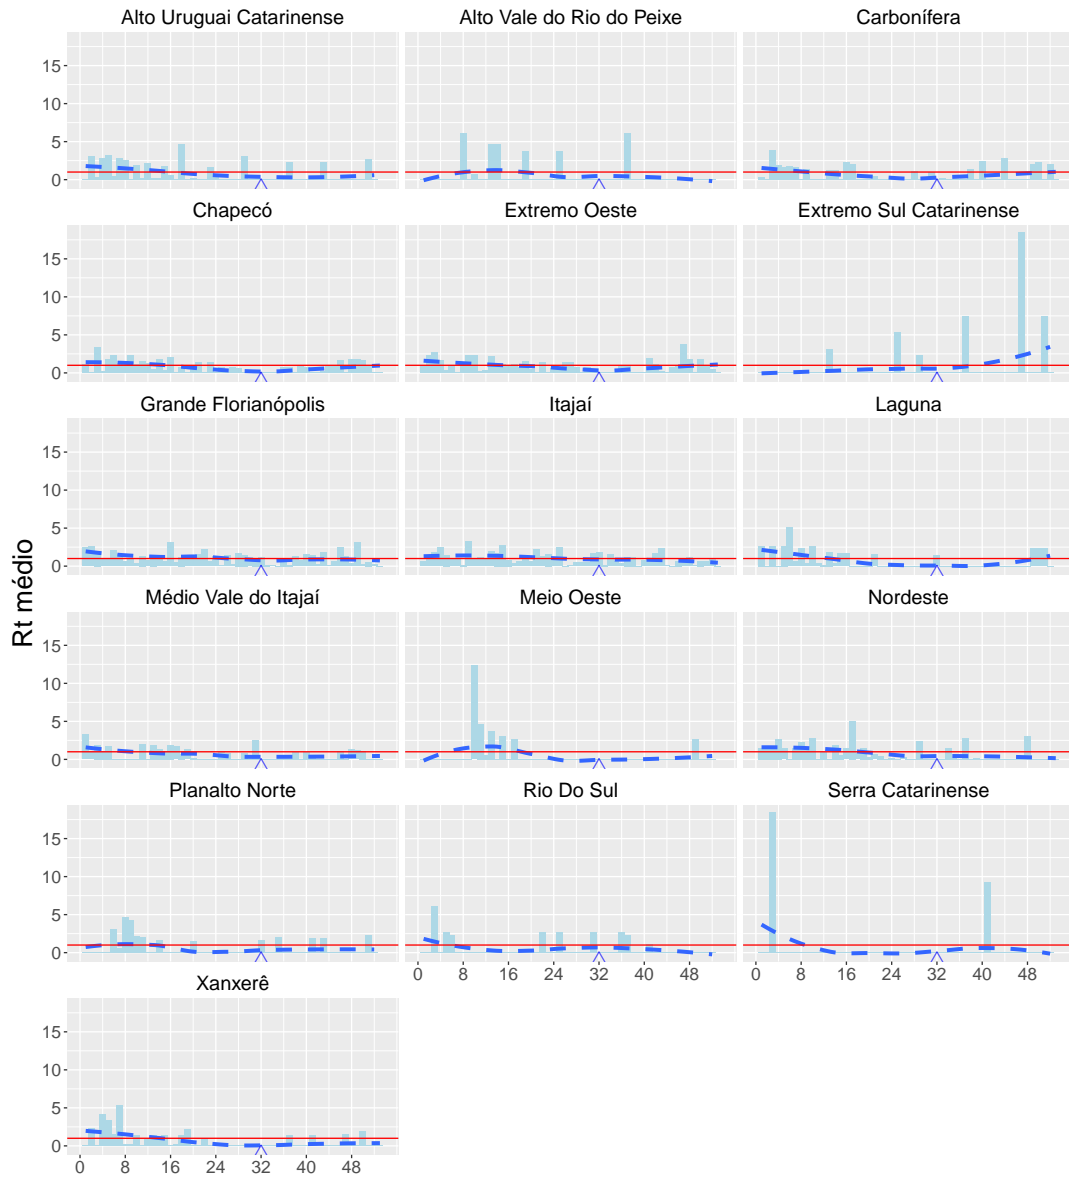 Alto Uruguai Catarinense
Alto Vale do Rio do Peixe
Carbonífera
15
10
5
0
Chapecó
Extremo Oeste
Extremo Sul Catarinense
15
10
5
0
Grande Florianópolis
Itajaí
Laguna
15
10
5
0
Rt médio
Médio Vale do Itajaí
Meio Oeste
Nordeste
15
10
5
0
Planalto Norte
Rio Do Sul
Serra Catarinense
15
10
5
0
0 8 16 24 32 40 48
0 8 16 24 32 40 48
Xanxerê
15
10
5
0
0 8 16 24 32 40 48